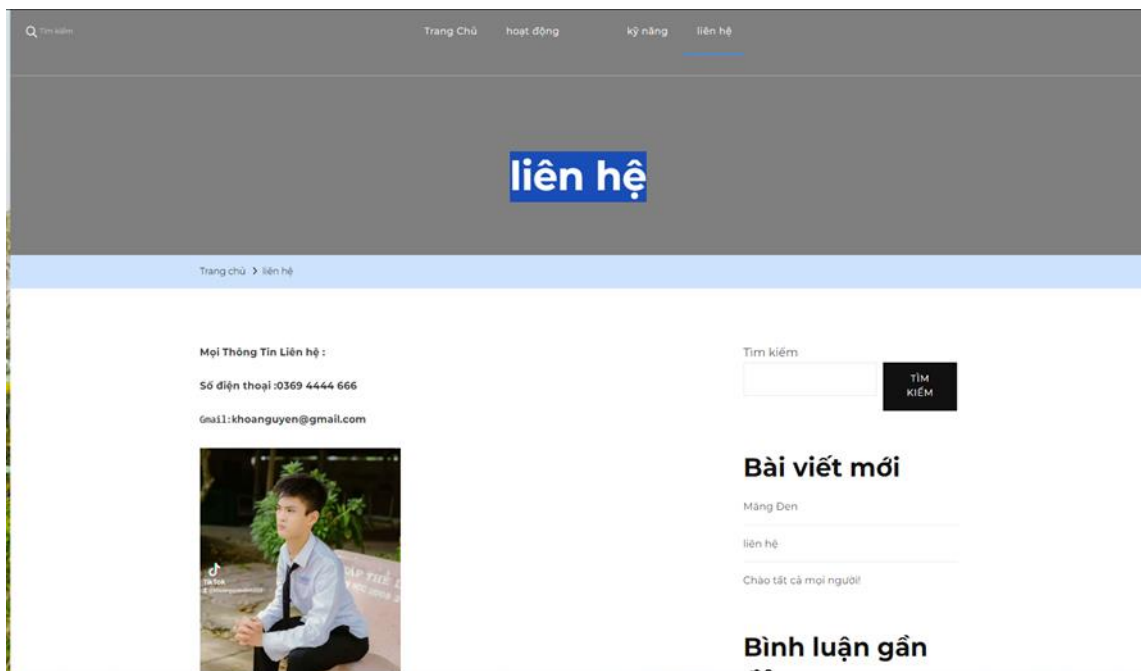 Tìm kiếm
Trang Chủ hoạt động kỹ năng liên hệ
liên hệ
Trang chủ > liên hệ
Mọi Thông Tin Liên hệ :
Số điện thoại :0369 4444 666
Gmail:khoanguyen@gmail.com
TikTok
Tìm kiếm
TÌM
KIẾM
Bài viết mới
Măng Đen
liên hệ
Chào tất cả mọi người!
Bình luận gần